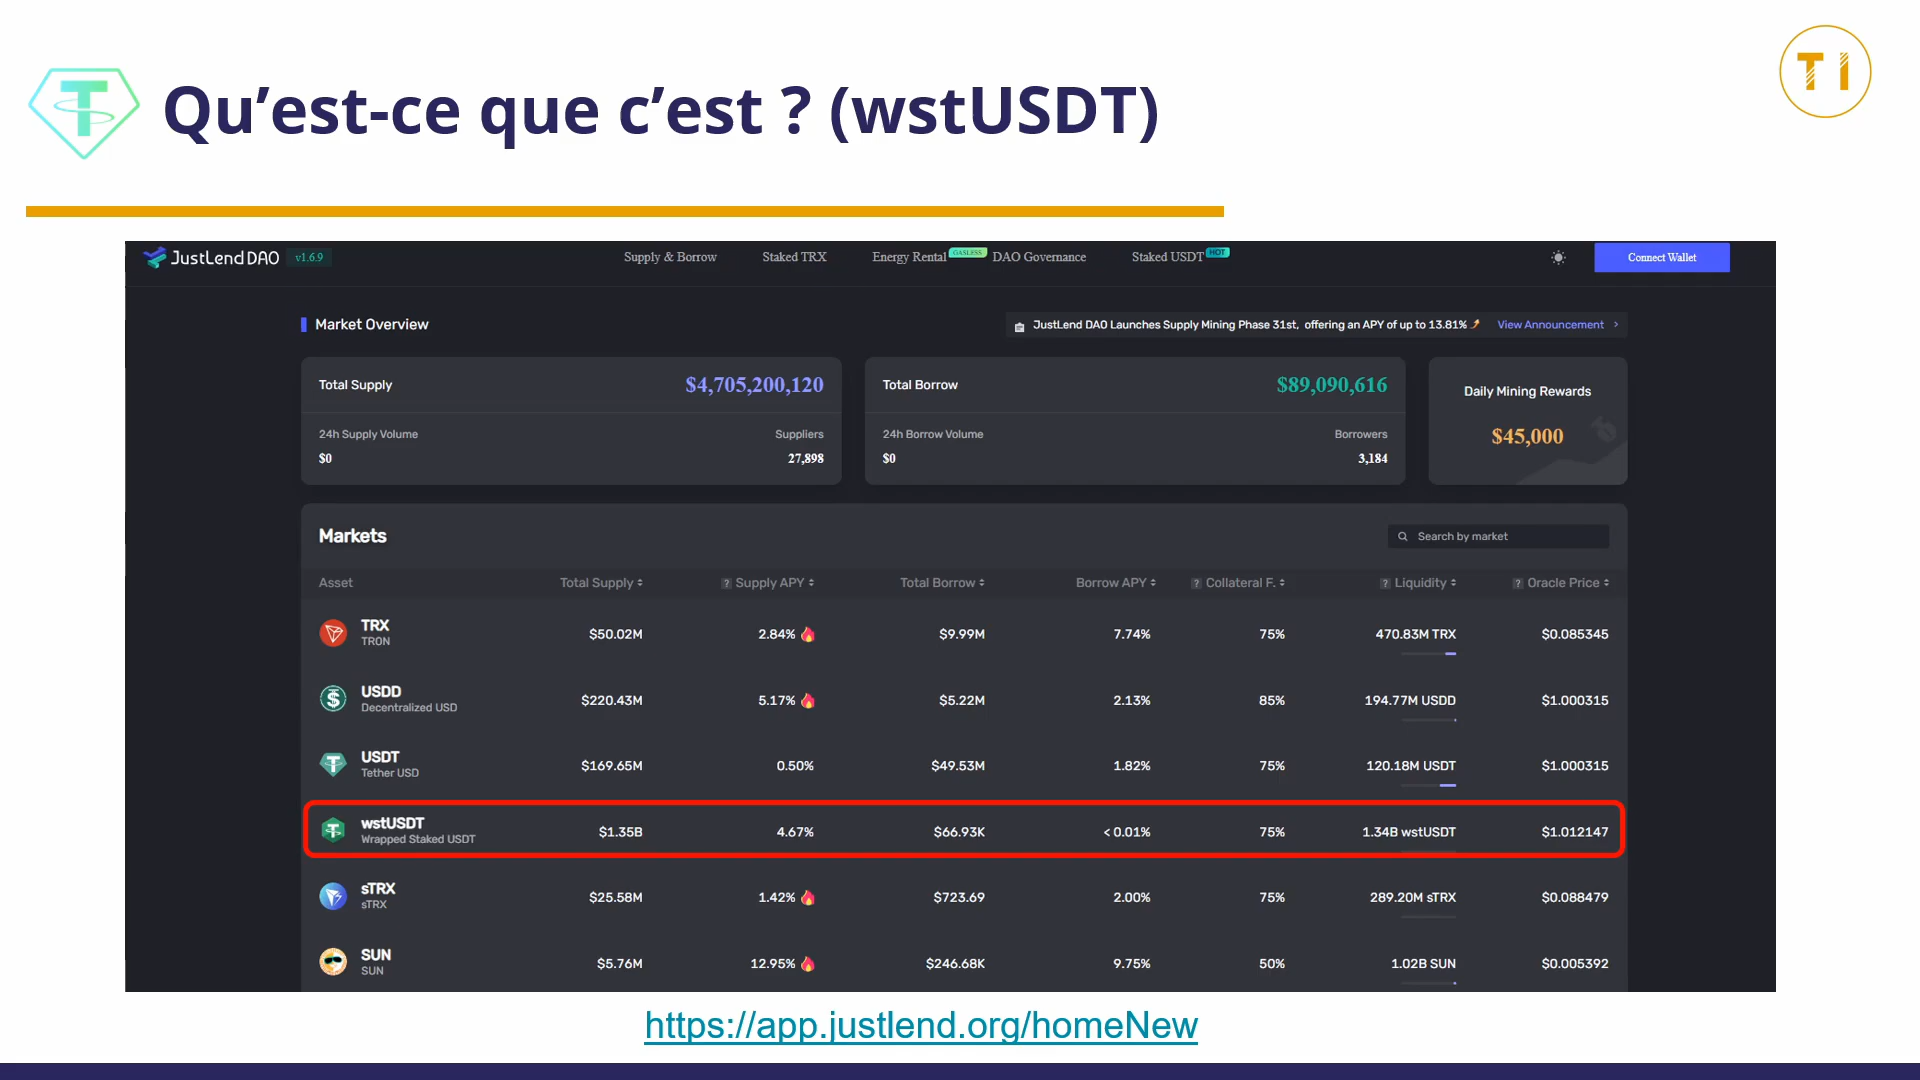 TI
Qu’est-ce que c’est ? (wstUSDT)
JustLend DAO v1.6.9 Supply & Borrow Staked TRX Energy Rental GASLESS DAO Governance Staked USDT HOT Connect Wallet
Market Overview JustLend DAO Launches Supply Mining Phase 31st, offering an APY of up to 13.81% View Announcement >
Total Supply $4,705,200,120 Total Borrow $89,090,616 Daily Mining Rewards
24h Supply Volume Suppliers 24h Borrow Volume Borrowers $45,000
$0 27,898 $0 3,184
Markets Search by market
Asset Total Supply ? Supply APY Total Borrow Borrow APY ? Collateral F. ? Liquidity ? Oracle Price
TRX
TRON $50.02M 2.84% $9.99M 7.74% 75% 470.83M TRX $0.085345
USDD
Decentralized USD $220.43M 5.17% $5.22M 2.13% 85% 194.77M USDD $1.000315
USDT
Tether USD $169.65M 0.50% $49.53M 1.82% 75% 120.18M USDT $1.000315
wstUSDT
Wrapped Staked USDT $1.35B 4.67% $66.93K < 0.01% 75% 1.34B wstUSDT $1.012147
sTRX
sTRX $25.58M 1.42% $723.69 2.00% 75% 289.20M sTRX $0.088479
SUN
SUN $5.76M 12.95% $246.68K 9.75% 50% 1.02B SUN $0.005392
https://app.justlend.org/homeNew